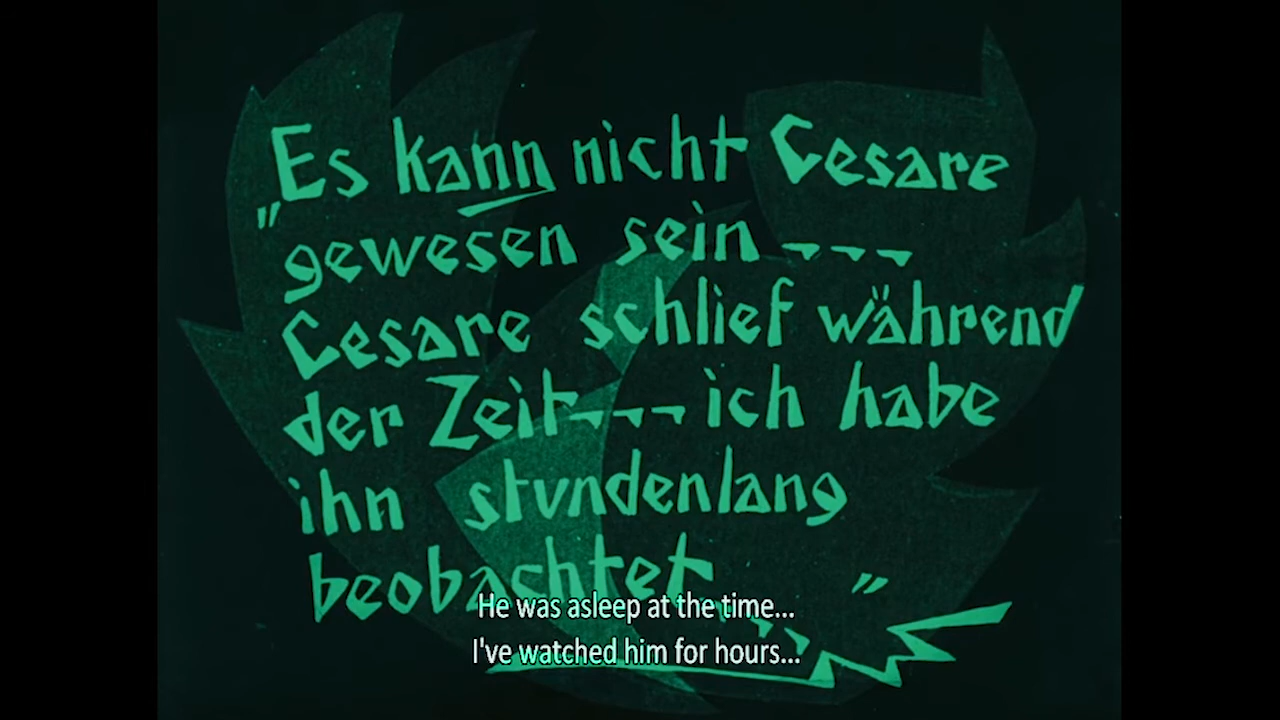 „Es kann nicht Cesare
gewesen sein ---
Cesare schlief während
der Zeit --- ich habe
ihn stundenlang
beobachtet ... "
He was asleep at the time...
I've watched him for hours...